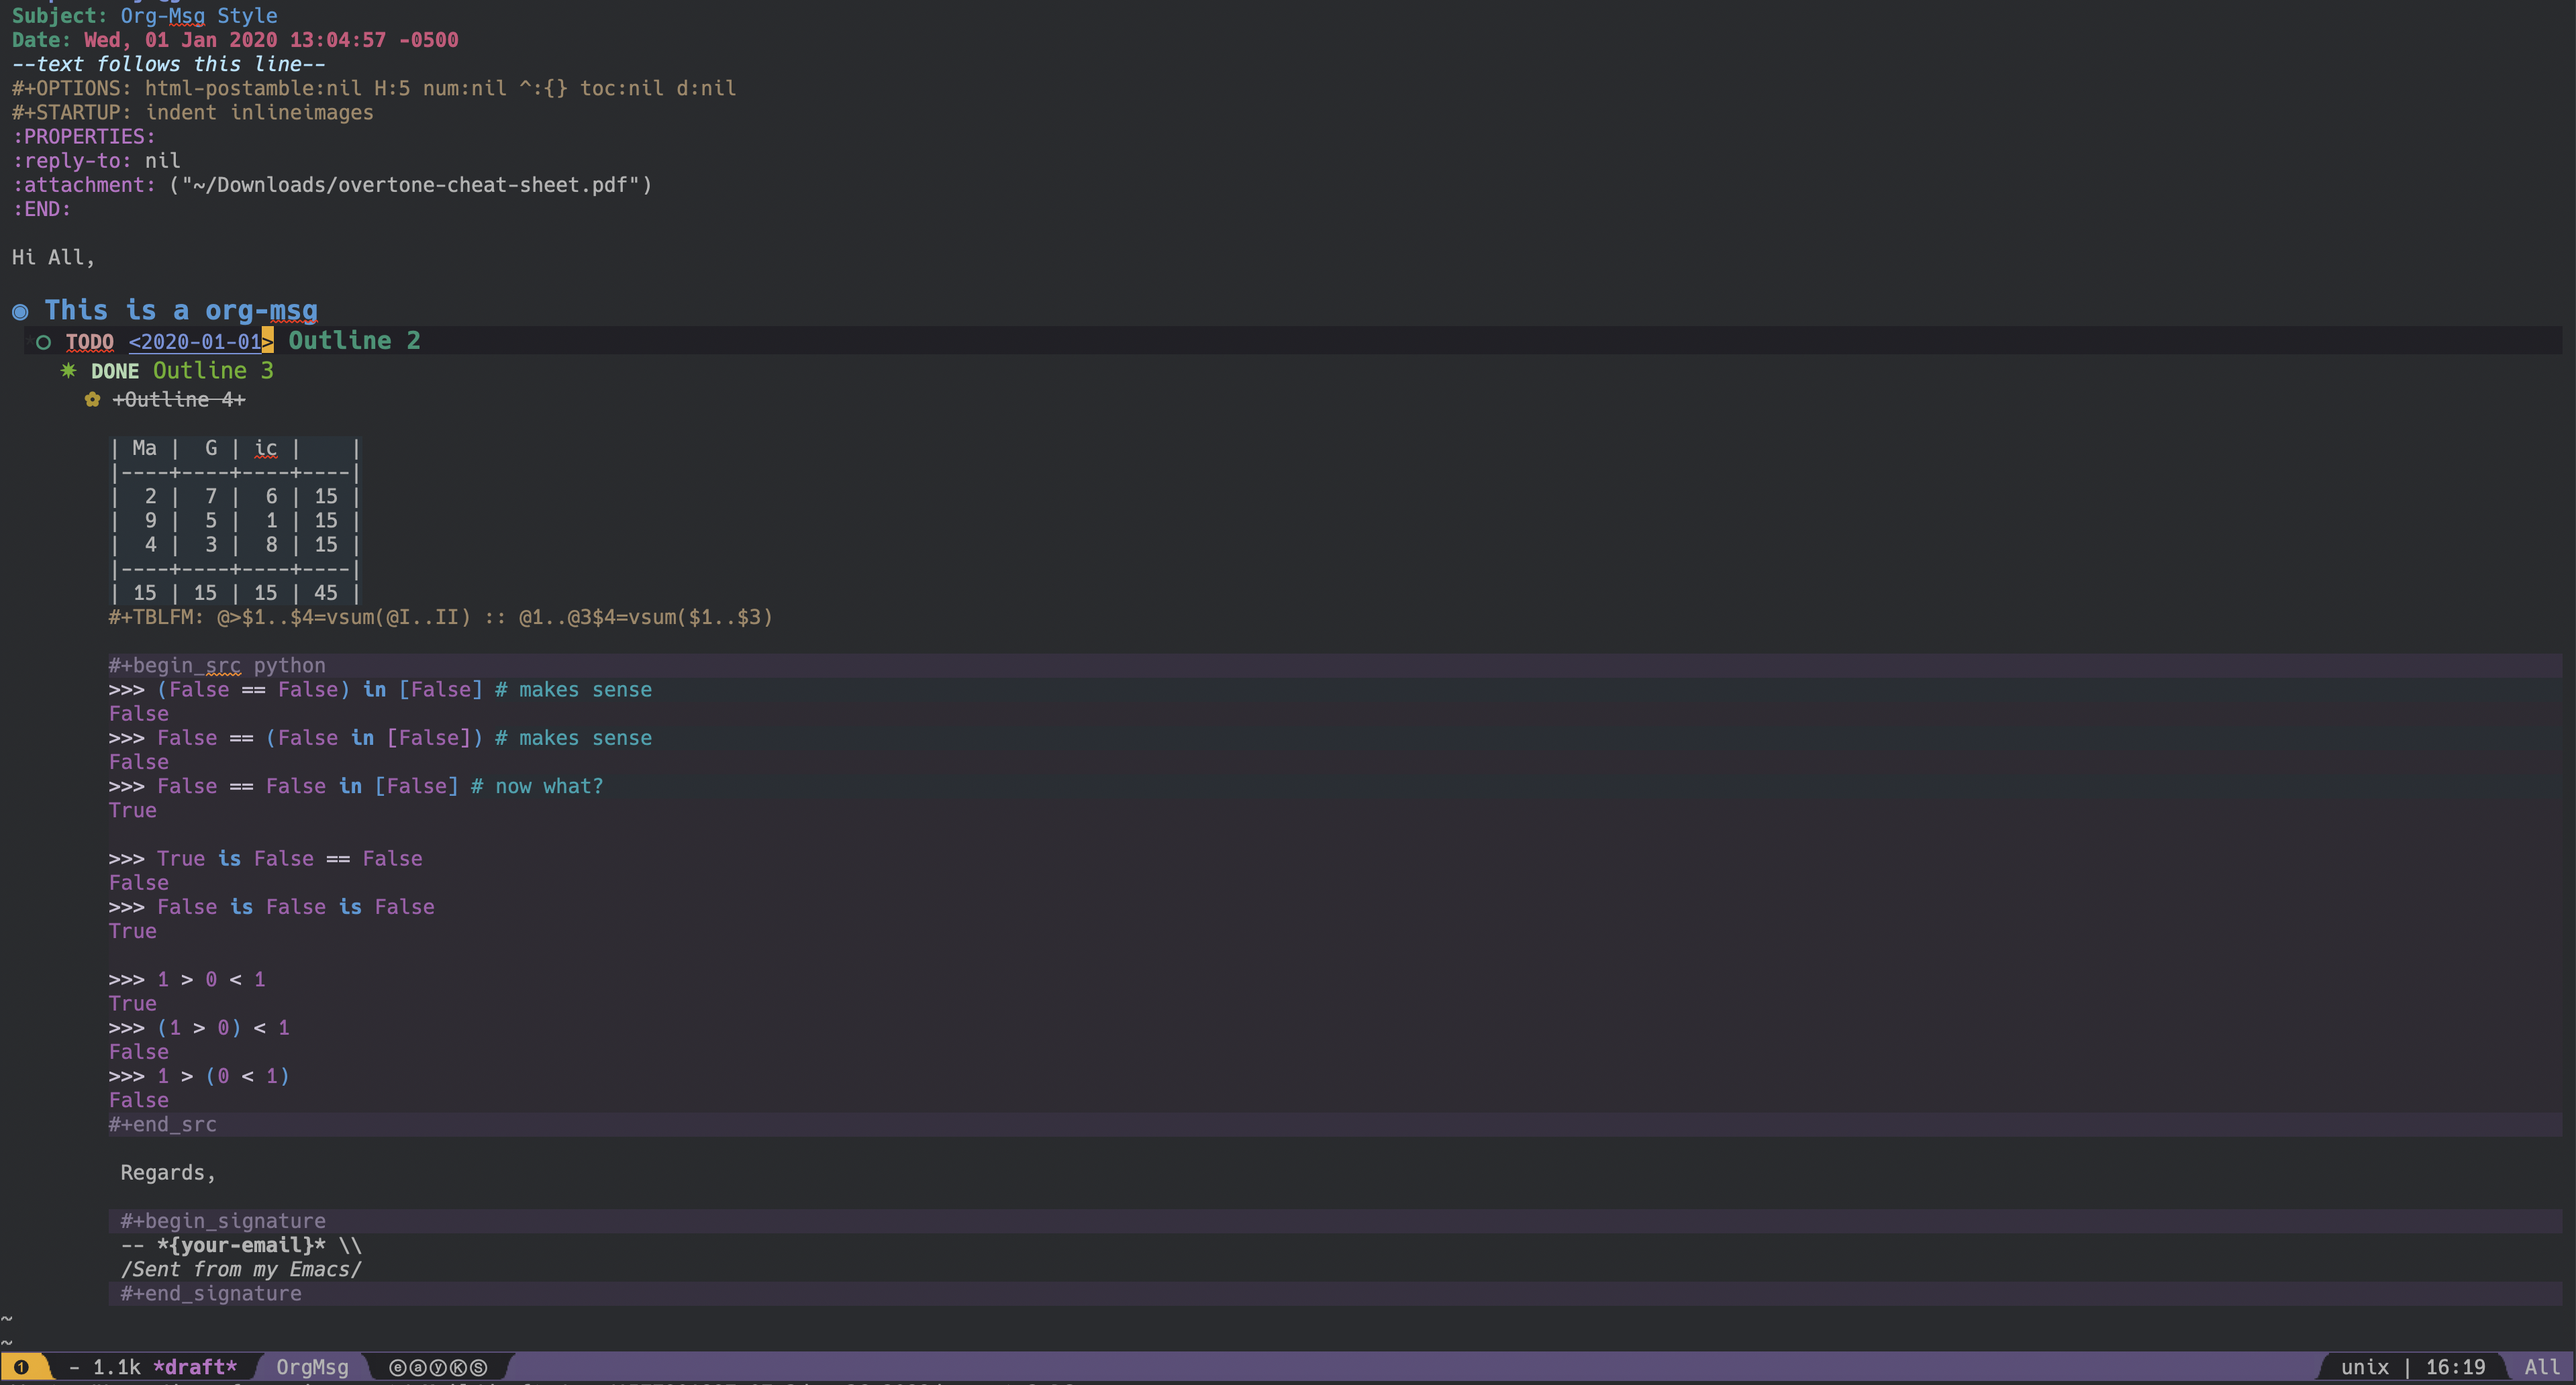 Subject: Org-Msg Style
Date: Wed, 01 Jan 2020 13:04:57 -0500
--text follows this line--
#+OPTIONS: html-postamble:nil H:5 num:nil ^:{} toc:nil d:nil
#+STARTUP: indent inlineimages
:PROPERTIES:
:reply-to: nil
:attachment: ("~/Downloads/overtone-cheat-sheet.pdf")
:END:
Hi All,
◉ This is a org-msg
○ TODO <2020-01-01> Outline 2
✷ DONE Outline 3
✿ +Outline 4+
| Ma |  G | ic |    |
|----+----+----+----|
|  2 |  7 |  6 | 15 |
|  9 |  5 |  1 | 15 |
|  4 |  3 |  8 | 15 |
|----+----+----+----|
| 15 | 15 | 15 | 45 |
#+TBLFM: @>$1..$4=vsum(@I..II) :: @1..@3$4=vsum($1..$3)
#+begin_src python
>>> (False == False) in [False] # makes sense
False
>>> False == (False in [False]) # makes sense
False
>>> False == False in [False] # now what?
True
>>> True is False == False
False
>>> False is False is False
True
>>> 1 > 0 < 1
True
>>> (1 > 0) < 1
False
>>> 1 > (0 < 1)
False
#+end_src
Regards,
#+begin_signature
-- *{your-email}* \\
/Sent from my Emacs/
#+end_signature
~
~
❶ - 1.1k *draft* OrgMsg ⓔⓐⓨⓀⓈ unix | 16:19 All